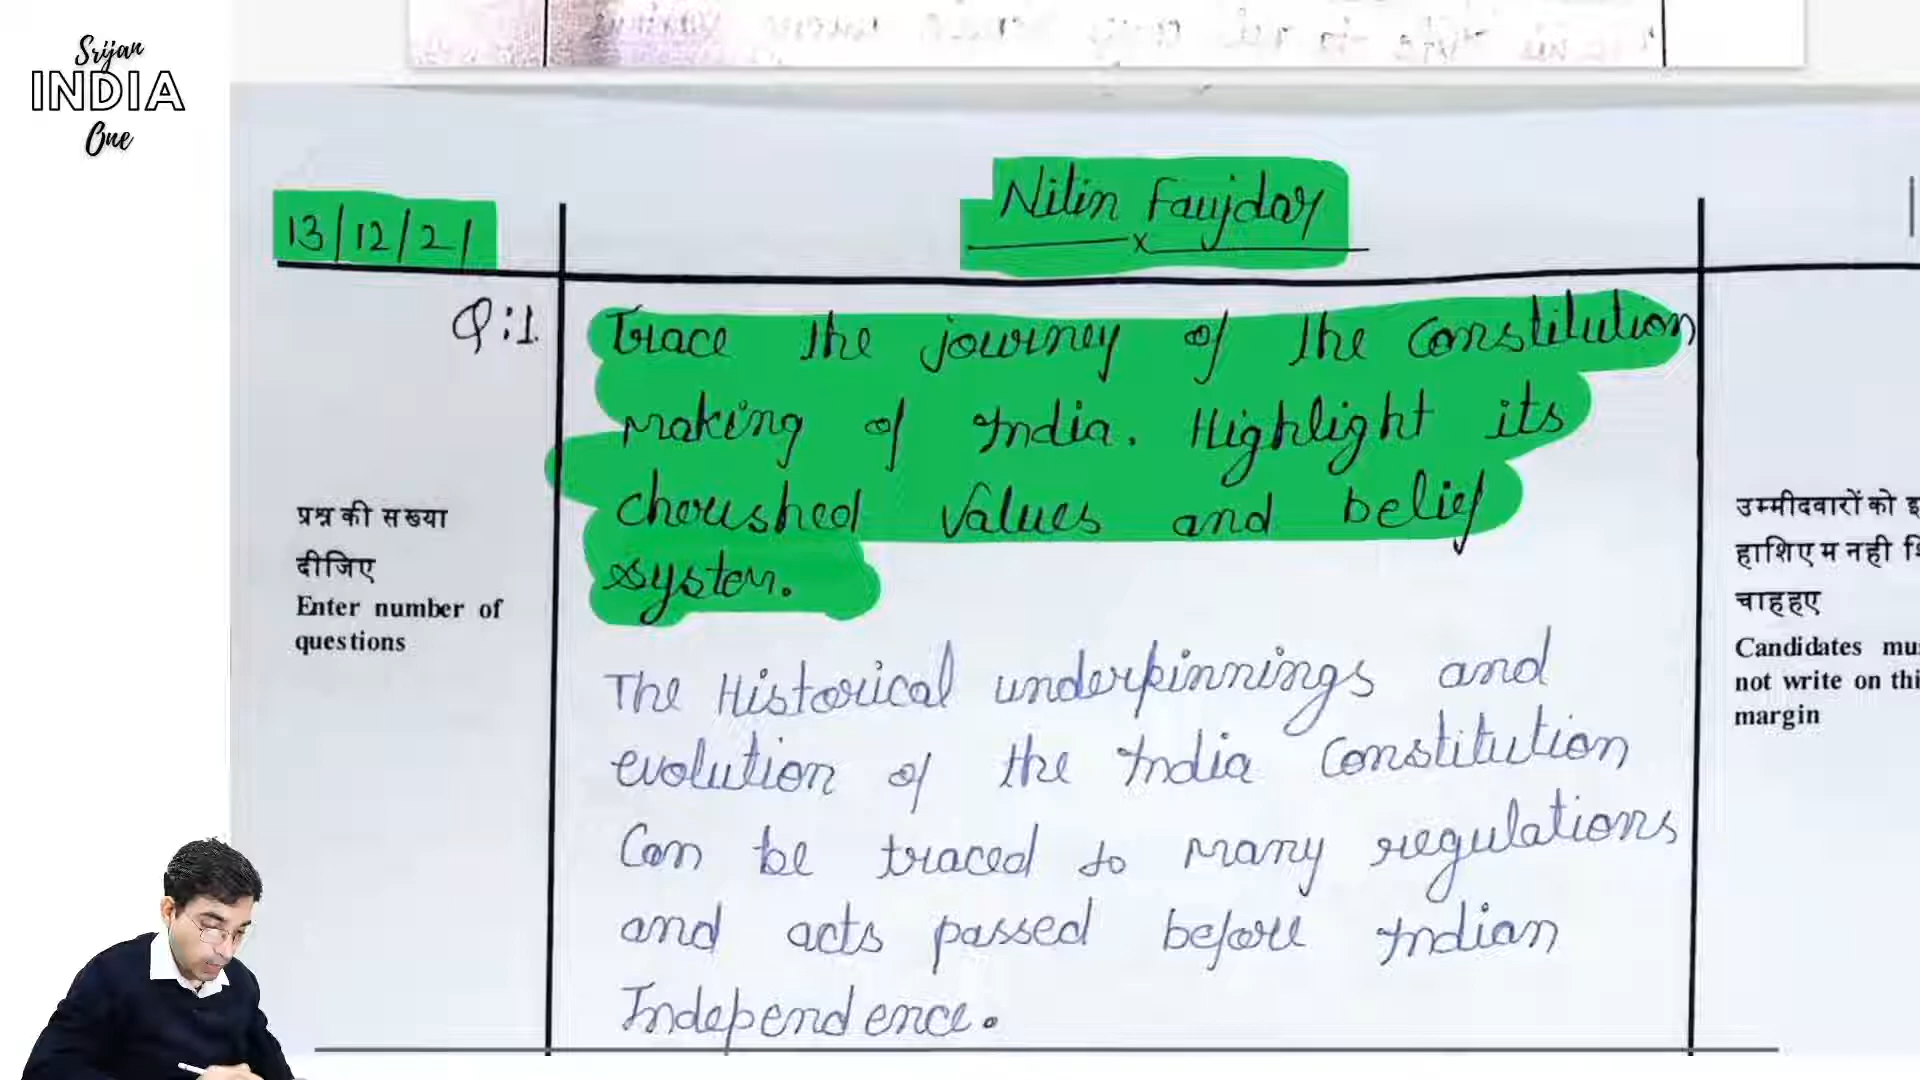 Srijan
INDIA
One
13/12/21
Nitin Faujdar
x
Q:1.
Trace the journey of the Constitution
making of India. Highlight its
cherushed values and belief
system.
प्रश्न की सख्या
दीजिए
Enter number of
questions
उम्मीदवारों को इ
हाशिए म नही
चाहहए
Candidates mu
not write on thi
margin
The Historical underpinnings and
evolution of the India Constitution
Can be traced to many regulations
and acts passed before Indian
Independence.